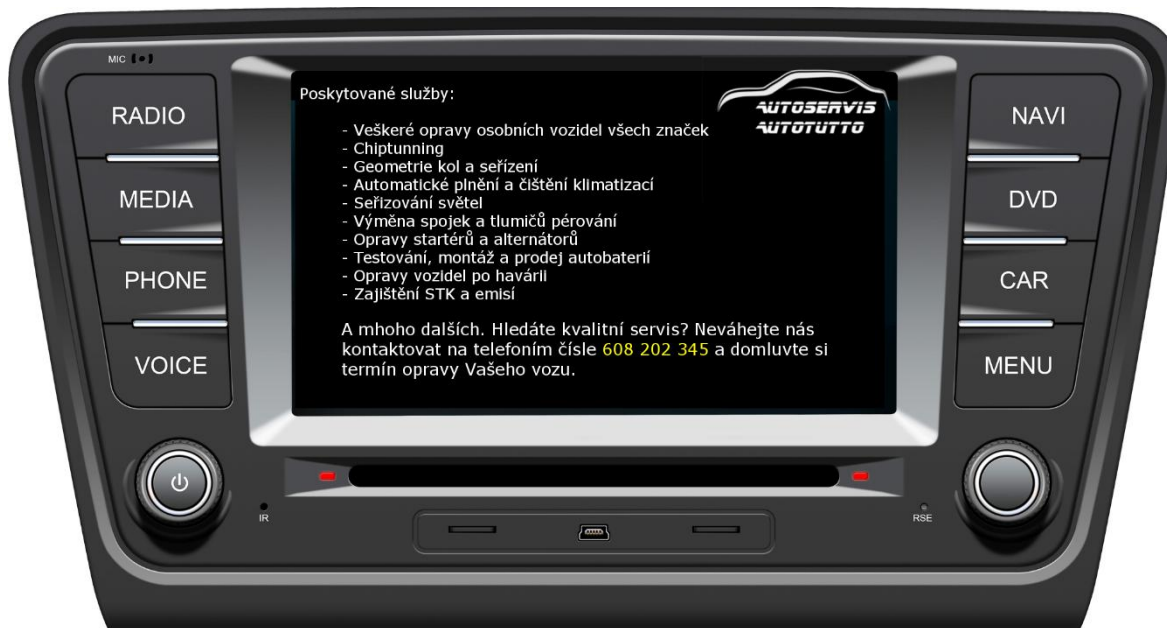 MIC
RADIO
MEDIA
PHONE
VOICE
Poskytované služby:
- Veškeré opravy osobních vozidel všech značek
- Chiptunning
- Geometrie kol a seřízení
- Automatické plnění a čištění klimatizací
- Seřizování světel
- Výměna spojek a tlumičů pérování
- Opravy startérů a alternátorů
- Testování, montáž a prodej autobaterií
- Opravy vozidel po havárii
- Zajištění STK a emisí
A mhoho dalších. Hledáte kvalitní servis? Neváhejte nás
kontaktovat na telefoním čísle 608 202 345 a domluvte si
termín opravy Vašeho vozu.
AUTOSERVIS
AUTOTUTTO
NAVI
DVD
CAR
MENU
IR
RSE